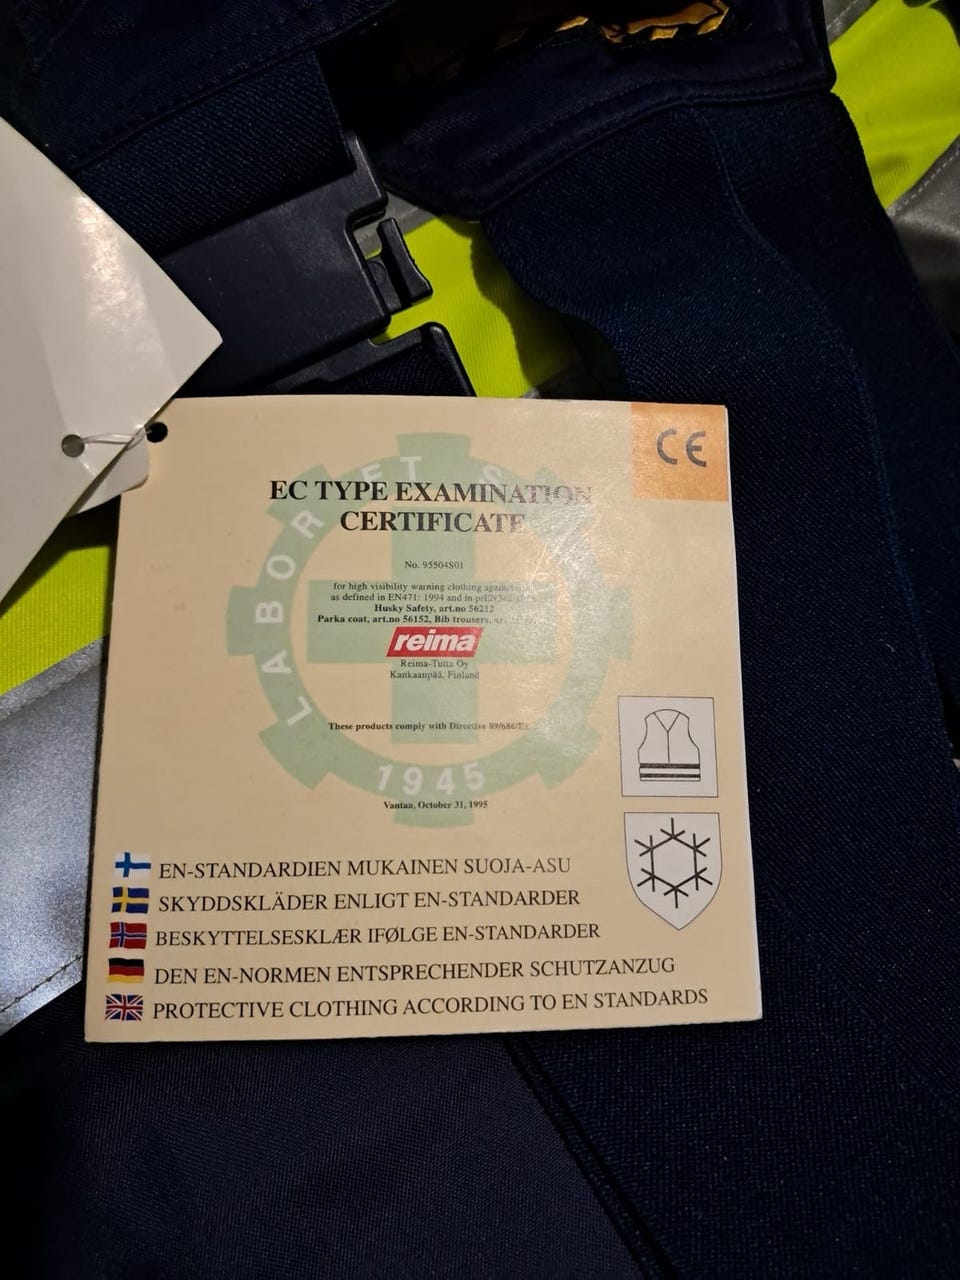 CE
LABOR ET S
EC TYPE EXAMINATION
CERTIFICATE
No. 95504S01
for high visibility warning clothing
as defined in EN471: 1994 and in
Husky Safety, art.no 56212
Parka coat, art.no 56152, Bib trousers,
reima
Reima-Tutta Oy
Kankaanpää, Finland
These products comply with Directive
1945
Vantaa, October 31, 1995
EN-STANDARDIEN MUKAINEN SUOJA-ASU
SKYDDSKLÄDER ENLIGT EN-STANDARDER
BESKYTTELSESKLÆR IFØLGE EN-STANDARDER
DEN EN-NORMEN ENTSPRECHENDER SCHUTZANZUG
PROTECTIVE CLOTHING ACCORDING TO EN STANDARDS